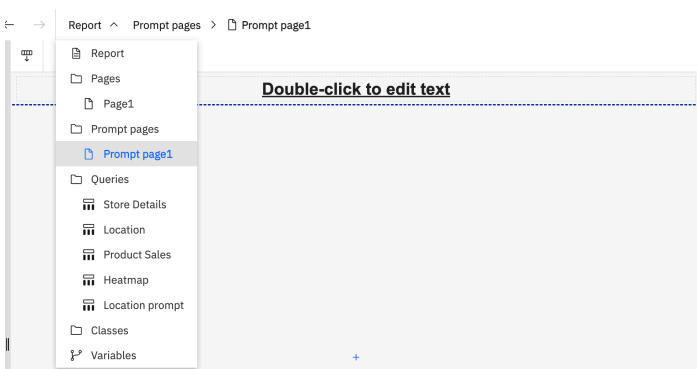 Report Prompt pages > Prompt page1
Report
Double-click to edit text
Pages
Page1
Prompt pages
Prompt page1
Queries
Store Details
Location
Product Sales
Heatmap
Location prompt
Classes
Variables